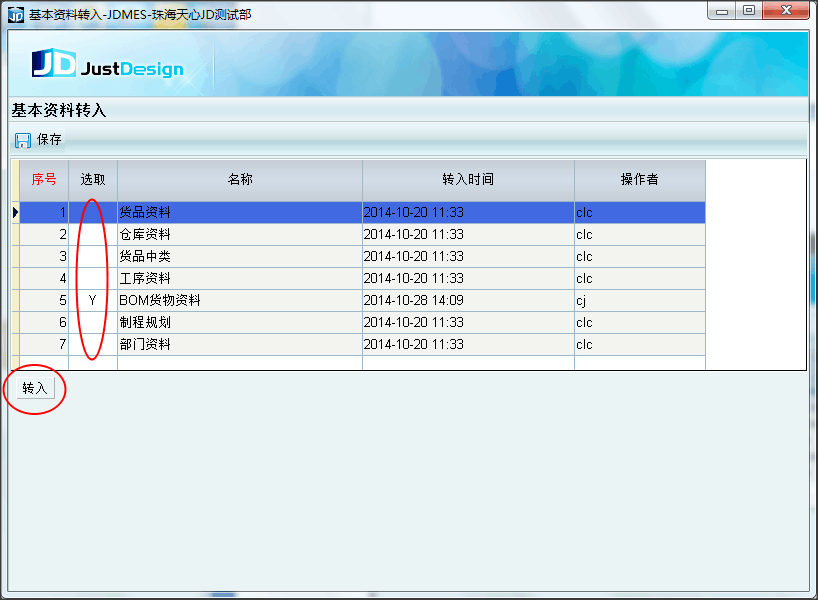 基本资料转入-JDMES-珠海天心JD测试部
JD JustDesign
基本资料转入
保存
序号 选取 名称 转入时间 操作者
1 货品资料 2014-10-20 11:33 clc
2 仓库资料 2014-10-20 11:33 clc
3 货品中类 2014-10-20 11:33 clc
4 工序资料 2014-10-20 11:33 clc
5 Y BOM货物资料 2014-10-28 14:09 cj
6 制程规划 2014-10-20 11:33 clc
7 部门资料 2014-10-20 11:33 clc
转入